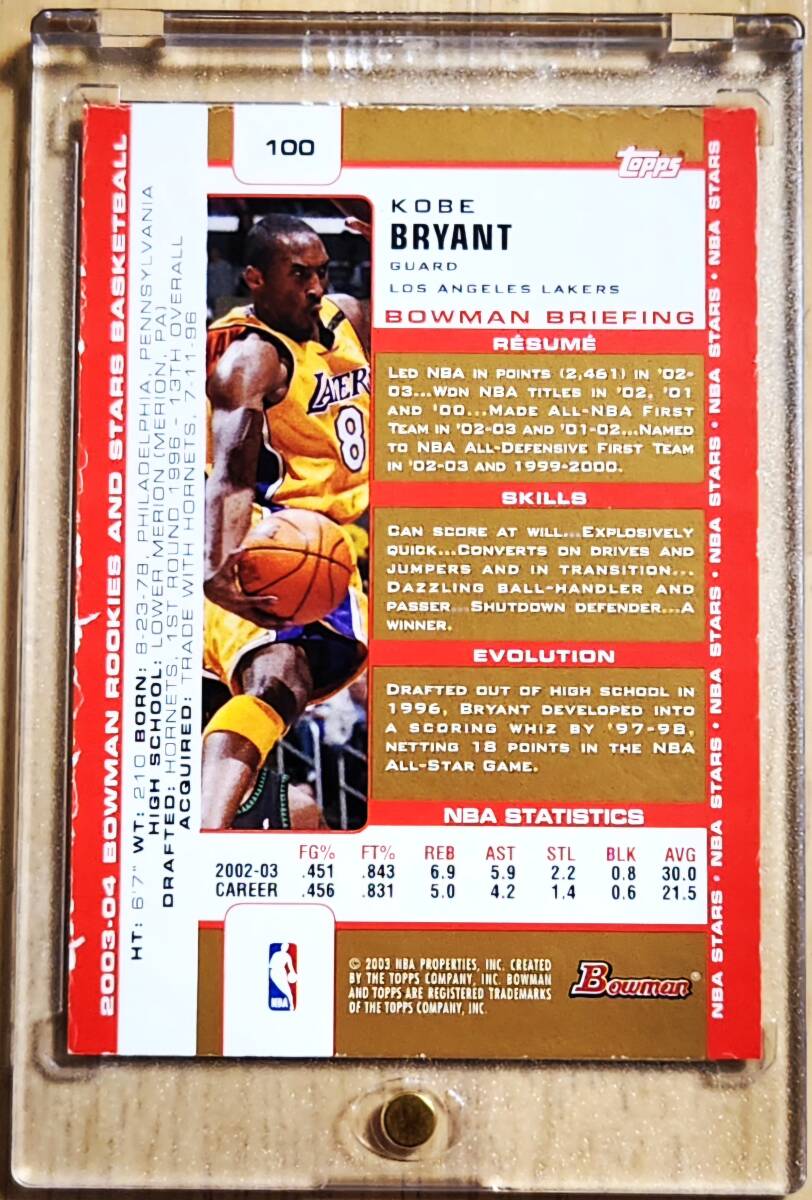 100
topps
KOBE
BRYANT
GUARD
LOS ANGELES LAKERS
BOWMAN BRIEFING
RÉSUMÉ
LED NBA IN POINTS (2,461) IN '02-
03...WON NBA TITLES IN '02, '01
AND '00...MADE ALL-NBA FIRST
TEAM IN '02-03 AND '01-02...NAMED
TO NBA ALL-DEFENSIVE FIRST TEAM
IN '02-03 AND 1999-2000.
SKILLS
CAN SCORE AT WILL...EXPLOSIVELY
QUICK...CONVERTS ON DRIVES AND
JUMPERS AND IN TRANSITION...
DAZZLING BALL-HANDLER AND
PASSER...SHUTDOWN DEFENDER...A
WINNER.
EVOLUTION
DRAFTED OUT OF HIGH SCHOOL IN
1996, BRYANT DEVELOPED INTO
A SCORING WHIZ BY '97-98,
NETTING 18 POINTS IN THE NBA
ALL-STAR GAME.
NBA STATISTICS
FG% FT% REB AST STL BLK AVG
2002-03 .451 .843 6.9 5.9 2.2 0.8 30.0
CAREER .456 .831 5.0 4.2 1.4 0.6 21.5
NBA
© 2003 NBA PROPERTIES, INC. CREATED
BY THE TOPPS COMPANY, INC. BOWMAN
AND TOPPS ARE REGISTERED TRADEMARKS
OF THE TOPPS COMPANY, INC.
Bowman®
2003-04 BOWMAN ROOKIES AND STARS BASKETBALL
HT: 6'7" WT: 210 BORN: 8-23-78, PHILADELPHIA, PENNSYLVANIA
HIGH SCHOOL: LOWER MERION (MERION, PA)
DRAFTED: HORNETS, 1ST ROUND 1996 - 13TH OVERALL
ACQUIRED: TRADE WITH HORNETS, 7-11-96
NBA STARS • NBA STARS • NBA STARS • NBA STARS • NBA STARS • NBA STARS
LAKER
8